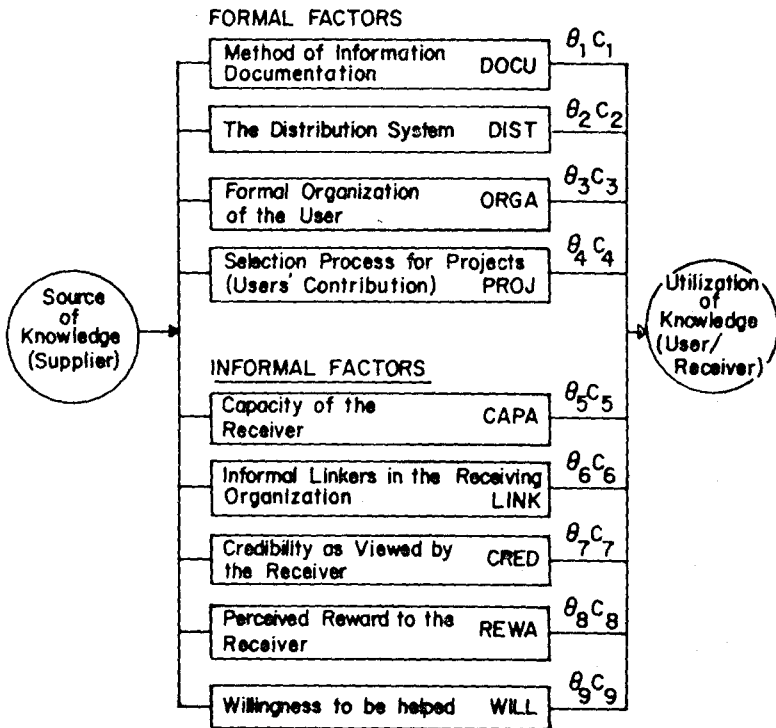 FORMAL FACTORS
Method of Information
Documentation DOCU
θ1C1
The Distribution System DIST
θ2C2
Formal Organization
of the User ORGA
θ3C3
Selection Process for Projects
(Users' Contribution) PROJ
θ4C4
Source
of
Knowledge
(Supplier)
Utilization
of
Knowledge
(User/
Receiver)
INFORMAL FACTORS
Capacity of the
Receiver CAPA
θ5C5
Informal Linkers in the Receiving
Organization LINK
θ6C6
Credibility as Viewed by
the Receiver CRED
θ7C7
Perceived Reward to the
Receiver REWA
θ8C8
Willingness to be helped WILL
θ9C9